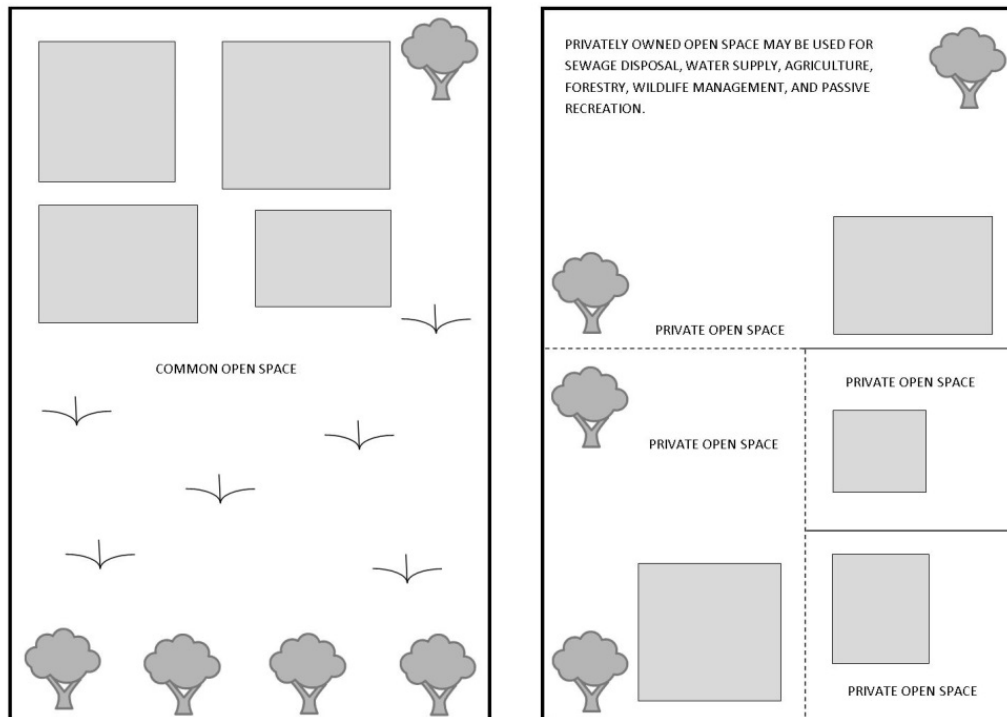 COMMON OPEN SPACE
PRIVATELY OWNED OPEN SPACE MAY BE USED FOR
SEWAGE DISPOSAL, WATER SUPPLY, AGRICULTURE,
FORESTRY, WILDLIFE MANAGEMENT, AND PASSIVE
RECREATION.
PRIVATE OPEN SPACE
PRIVATE OPEN SPACE
PRIVATE OPEN SPACE
PRIVATE OPEN SPACE